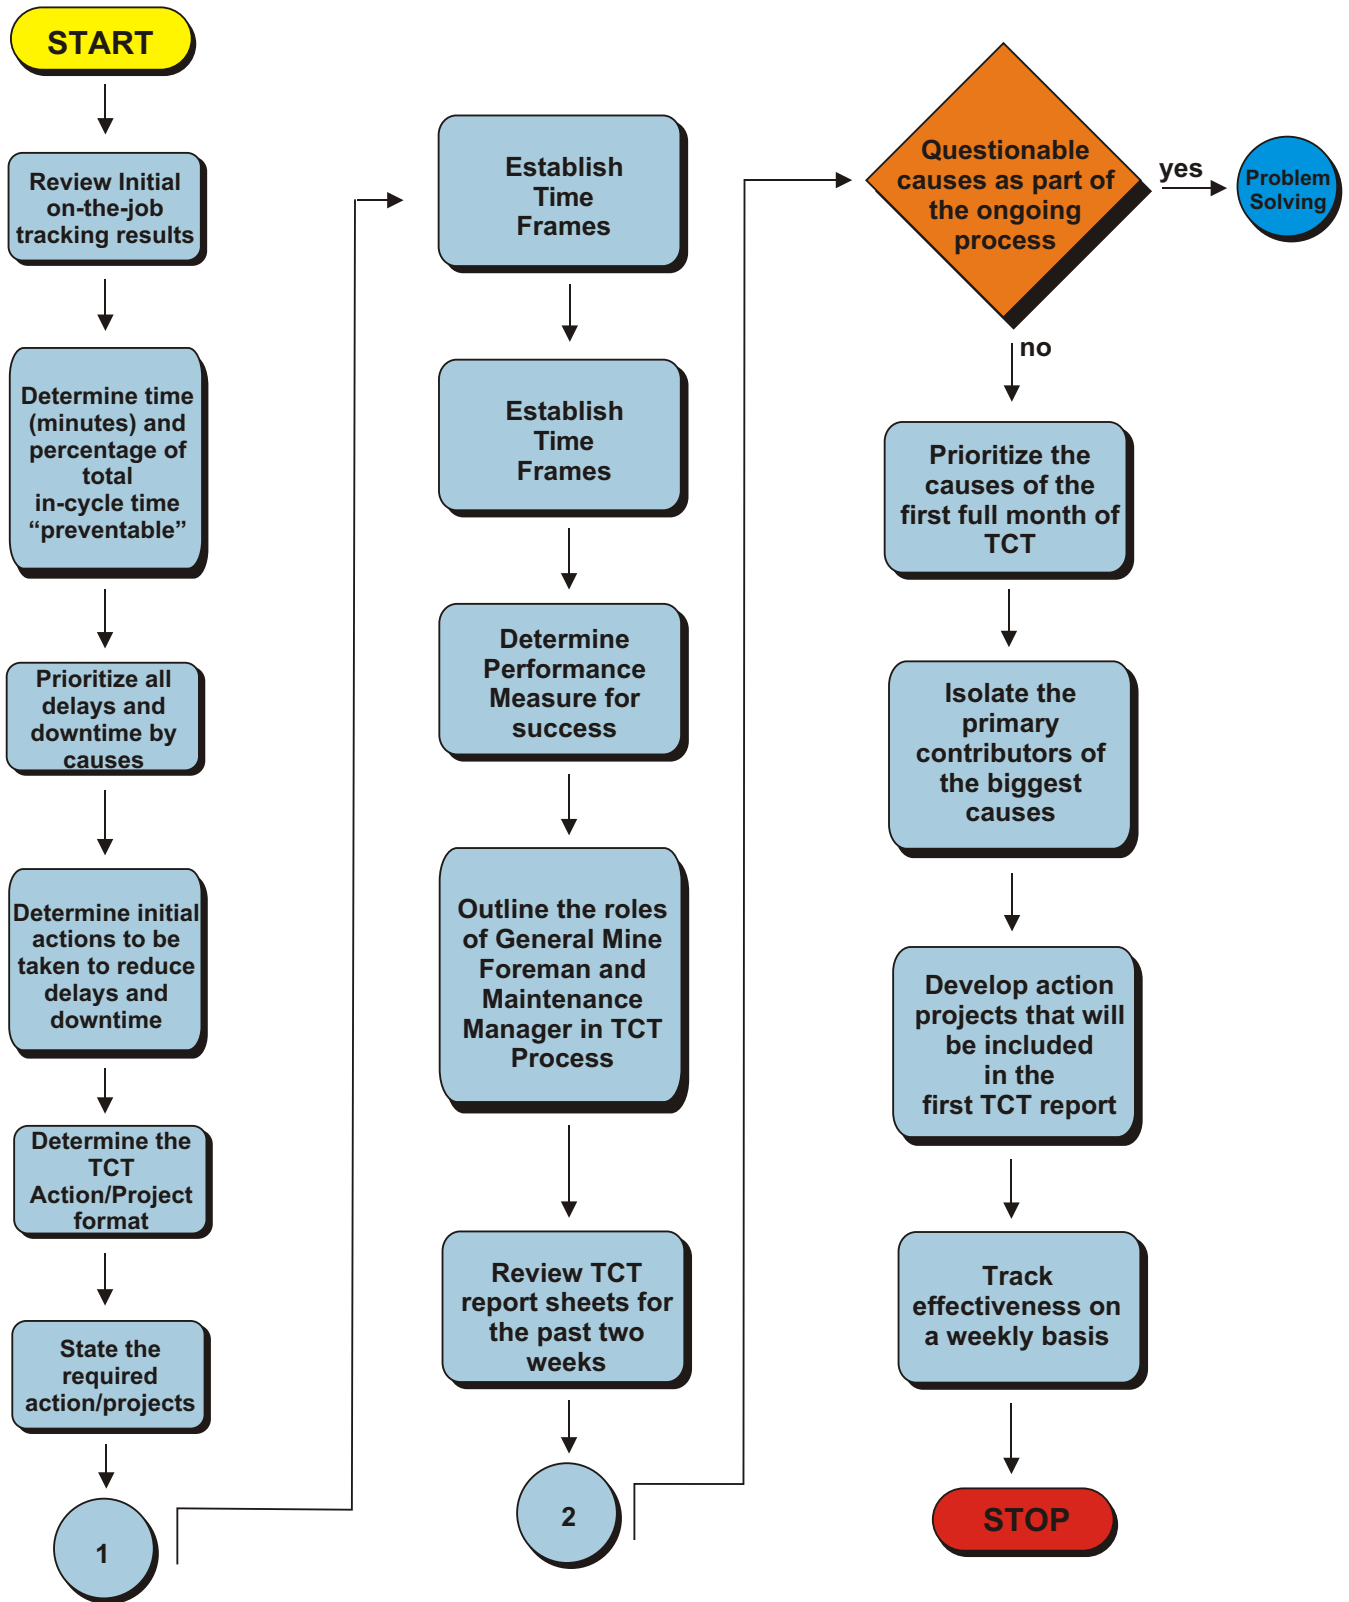 START
Review Initial
on-the-job
tracking results
Determine time
(minutes) and
percentage of
total
in-cycle time
“preventable”
Prioritize all
delays and
downtime by
causes
Determine initial
actions to be
taken to reduce
delays and
downtime
Determine the
TCT
Action/Project
format
State the
required
action/projects
1
Establish
Time
Frames
Establish
Time
Frames
Determine
Performance
Measure for
success
Outline the roles
of General Mine
Foreman and
Maintenance
Manager in TCT
Process
Review TCT
report sheets for
the past two
weeks
2
Questionable
causes as part of
the ongoing
process
yes
Problem
Solving
no
Prioritize the
causes of the
first full month of
TCT
Isolate the
primary
contributors of
the biggest
causes
Develop action
projects that will
be included
in the
first TCT report
Track
effectiveness on
a weekly basis
STOP